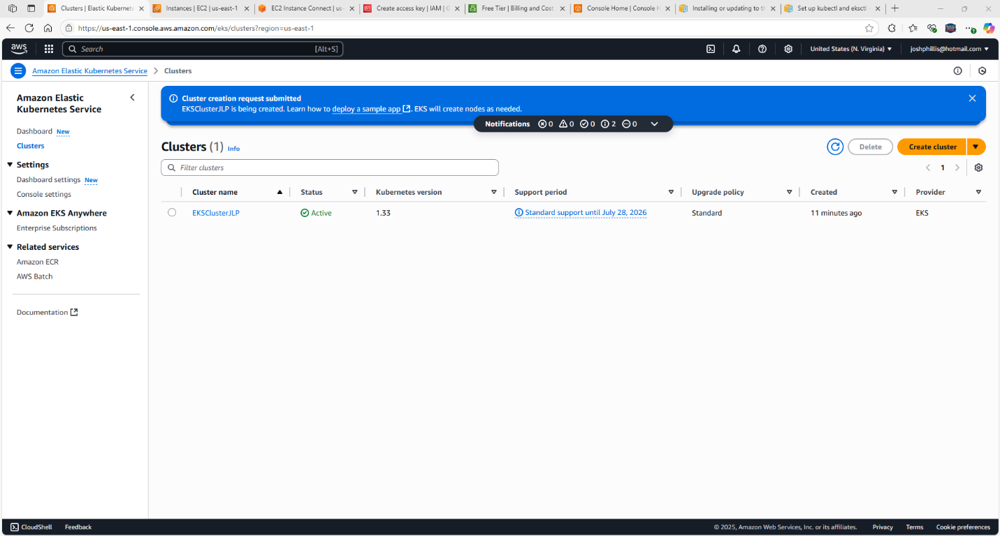 Clusters | Elastic Kubernete
Instances | EC2 | us-east-1
EC2 Instance Connect | us-
Create access key | IAM | G
Free Tier | Billing and Cost
Console Home | Console H
Installing or updating to th
Set up kubectl and eksctl
https://us-east-1.console.aws.amazon.com/eks/clusters?region=us-east-1
aws
Search
[Alt+S]
United States (N. Virginia)
joshphillis@hotmail.com
Amazon Elastic Kubernetes Service
Clusters
Amazon Elastic
Kubernetes Service
Dashboard New
Clusters
Settings
Dashboard settings New
Console settings
Amazon EKS Anywhere
Enterprise Subscriptions
Related services
Amazon ECR
AWS Batch
Documentation
Cluster creation request submitted
EKSClusterJLP is being created. Learn how to deploy a sample app. EKS will create nodes as needed.
Notifications 0 0 0 2 0
Clusters (1) Info
Delete
Create cluster
Filter clusters
1
Cluster name Status Kubernetes version Support period Upgrade policy Created Provider
EKSClusterJLP Active 1.33 Standard support until July 28, 2026 Standard 11 minutes ago EKS
CloudShell Feedback
© 2025, Amazon Web Services, Inc. or its affiliates. Privacy Terms Cookie preferences